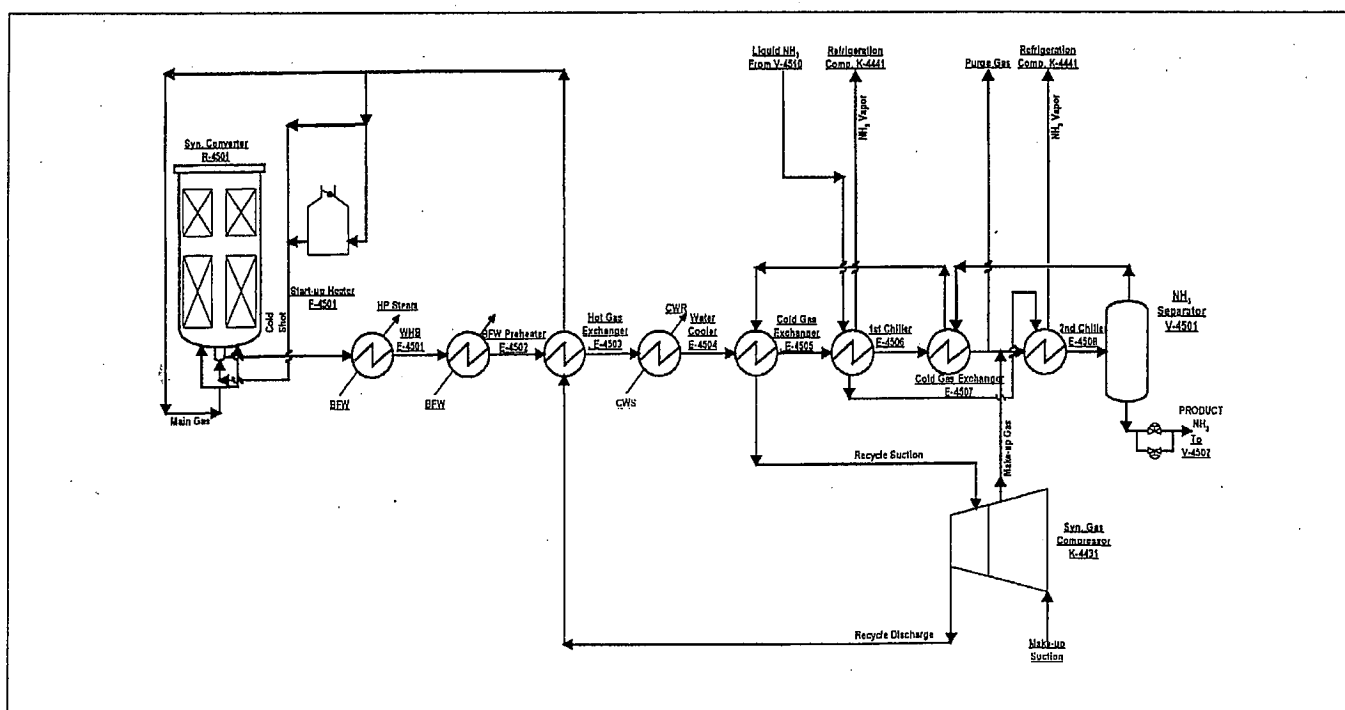 Liquid NH3
From V-4510
Refrigeration
Comp. K-4441
Purge Gas
Refrigeration
Comp. K-4441
NH3 Vapor
NH3 Vapor
Syn. Converter
R-4501
Start-up Heater
F-4501
Cold
Shot
Main Gas
HP Steam
WHB
E-4501
BFW
BFW Preheater
E-4502
BFW
Hot Gas
Exchanger
E-4503
CWR
Water
Cooler
E-4504
CWS
Cold Gas
Exchanger
E-4505
1st Chiller
E-4506
Cold Gas Exchanger
E-4507
2nd Chiller
E-4508
NH3
Separator
V-4501
PRODUCT
NH3
To
V-4502
Make-up Gas
Recycle Suction
Syn. Gas
Compressor
K-4431
Recycle Discharge
Make-up
Suction